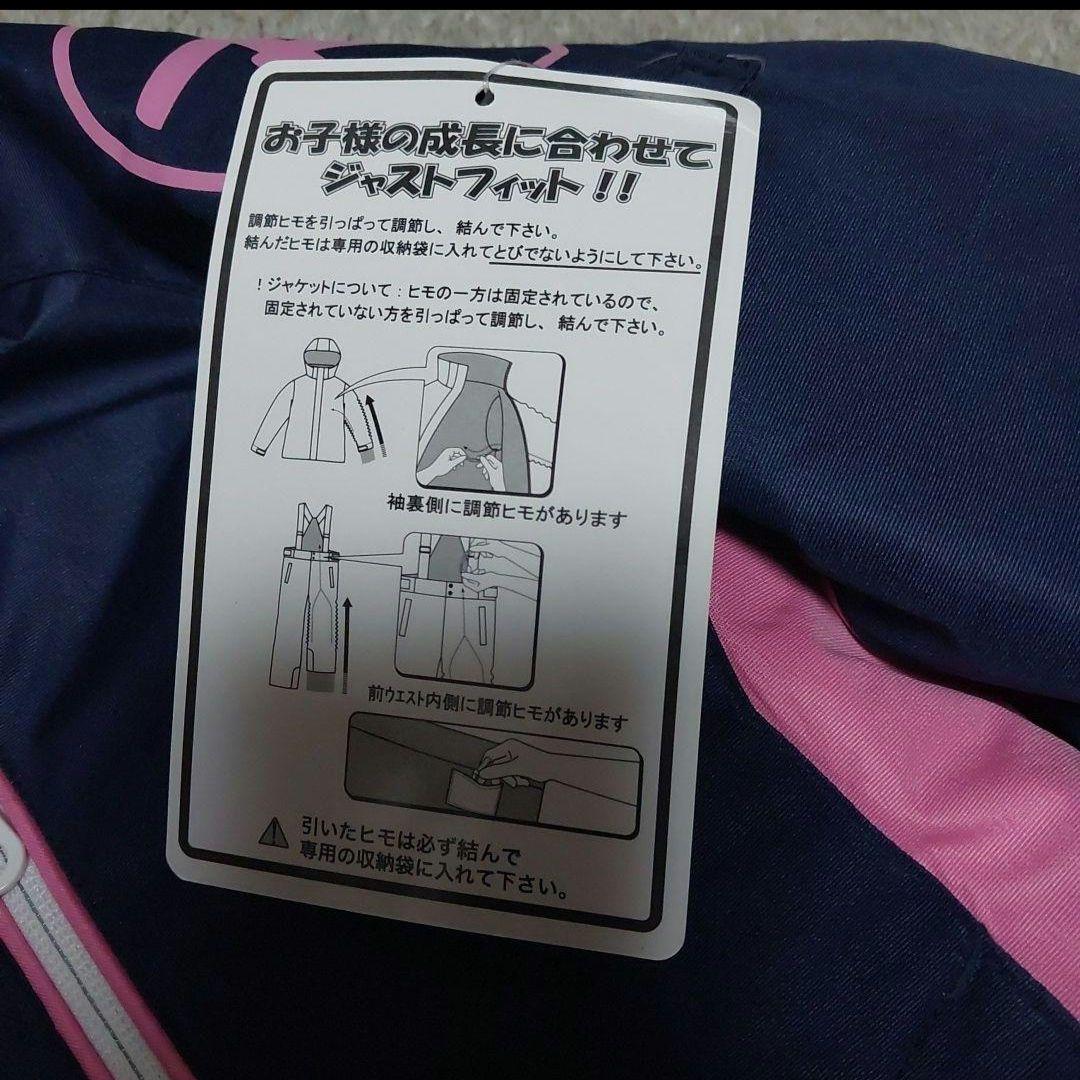 お子様の成長に合わせて
ジャストフィット!!
調節ヒモを引っぱって調節し、結んで下さい。
結んだヒモは専用の収納袋に入れてとびでないようにして下さい。
！ジャケットについて：ヒモの一方は固定されているので、
固定されていない方を引っぱって調節し、結んで下さい。
袖裏側に調節ヒモがあります
前ウエスト内側に調節ヒモがあります
引いたヒモは必ず結んで
専用の収納袋に入れて下さい。